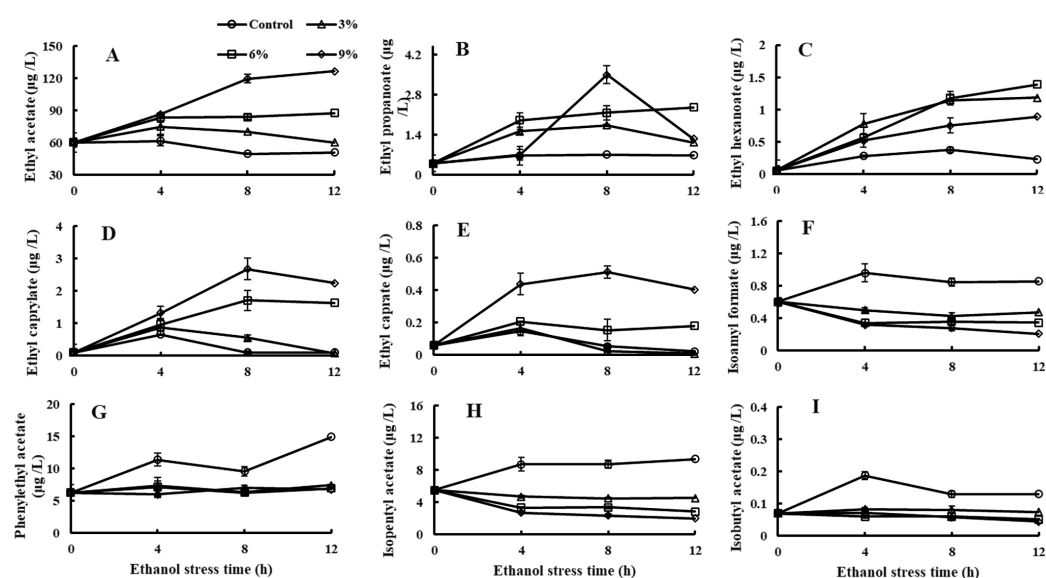 Control 3%
6% 9%
A
Ethyl acetate (µg /L)
150
120
90
60
30
0 4 8 12
B
Ethyl propanoate (µg
/L)
4.2
2.8
1.4
0
0 4 8 12
C
Ethyl hexanoate (µg /L)
2
1.5
1
0.5
0
0 4 8 12
D
Ethyl caprylate (µg /L)
4
3
2
1
0
0 4 8 12
E
Ethyl caprate (µg /L)
0.8
0.6
0.4
0.2
0
0 4 8 12
F
Isoamyl formate (µg /L)
1.6
1.2
0.8
0.4
0
0 4 8 12
G
Phenylethyl acetate
(µg /L)
20
15
10
5
0
0 4 8 12
Ethanol stress time (h)
H
Isopentyl acetate (µg /L)
16
12
8
4
0
0 4 8 12
Ethanol stress time (h)
I
Isobutyl acetate (µg /L)
0.4
0.3
0.2
0.1
0
0 4 8 12
Ethanol stress time (h)